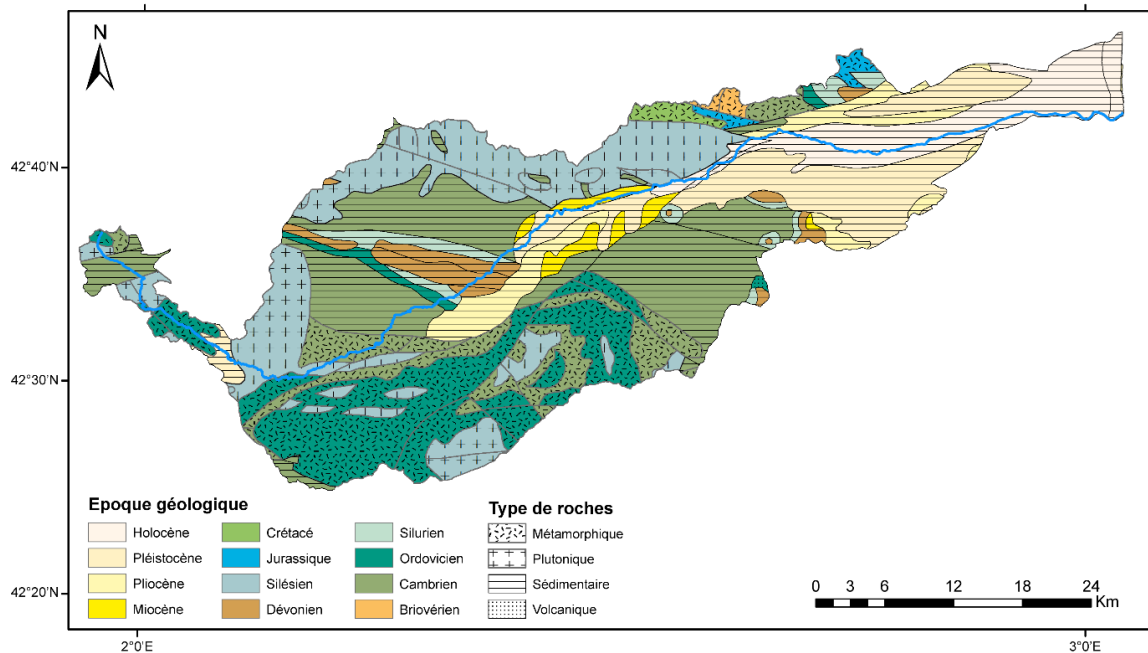 N
42°40'N
42°30'N
42°20'N
Epoque géologique
Holocène
Pléistocène
Pliocène
Miocène
Crétacé
Jurassique
Silésien
Dévonien
Silurien
Ordovicien
Cambrien
Briovérien
Type de roches
Métamorphique
Plutonique
Sédimentaire
Volcanique
0 3 6 12 18 24
Km
2°0'E
3°0'E